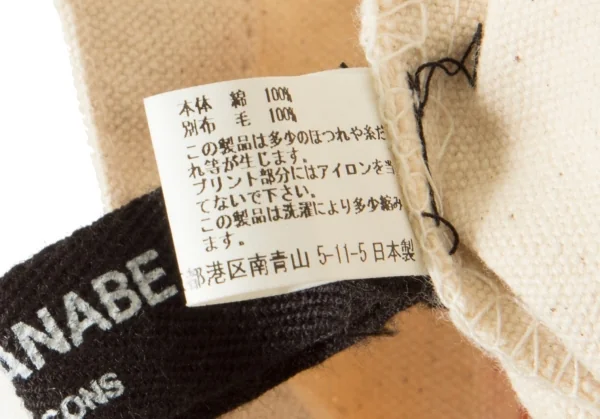 本体 綿 100%
別布 毛 100%
この製品は多少のほつれや糸だ
れ等が生じます。
プリント部分にはアイロンを当
てないで下さい。
この製品は洗濯により多少縮み
ます。
都港区南青山 5-11-5 日本製
ANABE
CONS